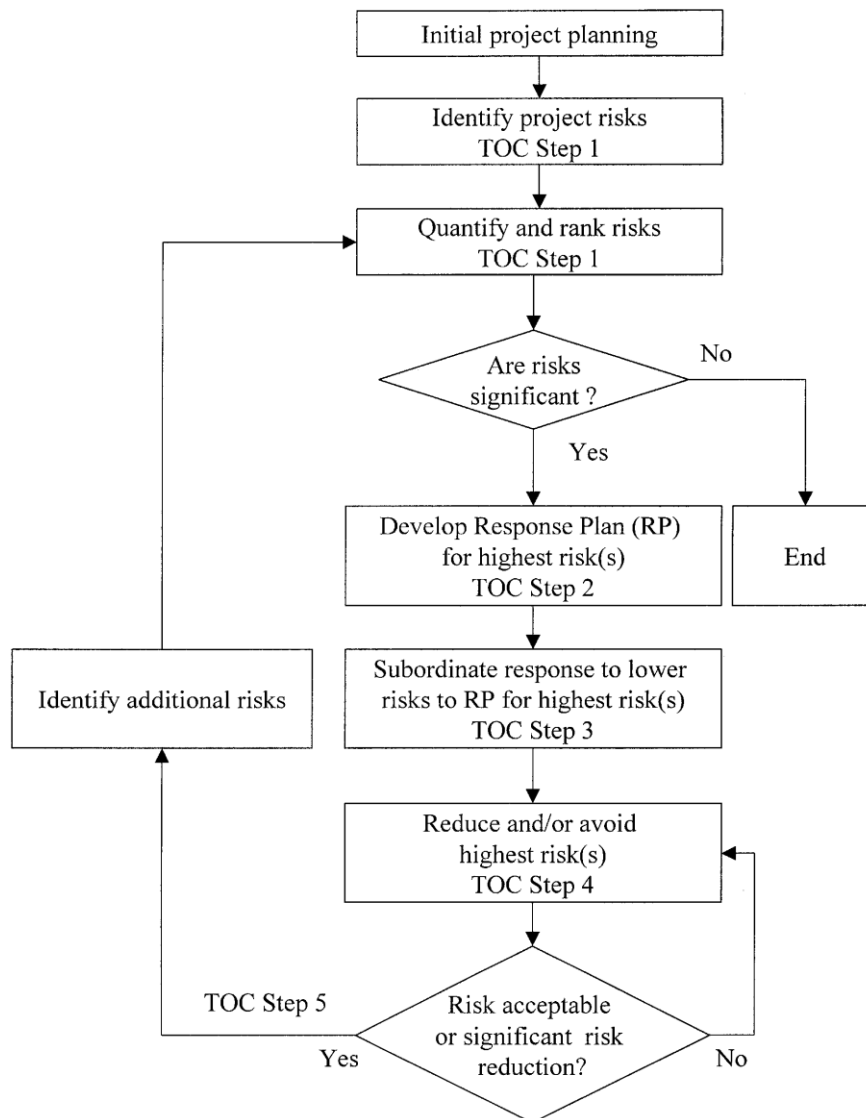 Initial project planning
Identify project risks
TOC Step 1
Quantify and rank risks
TOC Step 1
Are risks
significant ?
No
Yes
Develop Response Plan (RP)
for highest risk(s)
TOC Step 2
End
Subordinate response to lower
risks to RP for highest risk(s)
TOC Step 3
Identify additional risks
Reduce and/or avoid
highest risk(s)
TOC Step 4
TOC Step 5
Yes
Risk acceptable
or significant risk
reduction?
No